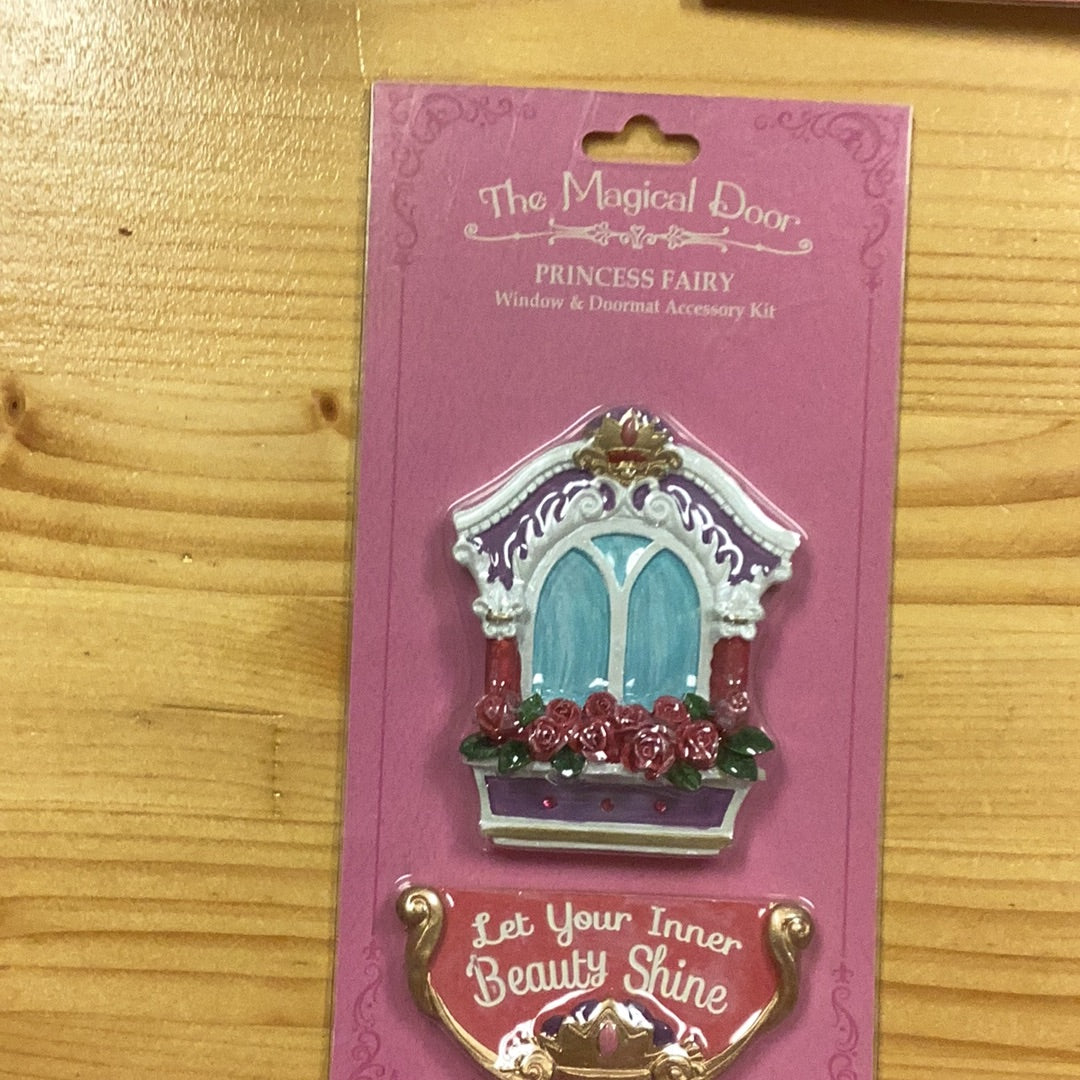 The Magical Door
PRINCESS FAIRY
Window & Doormat Accessory Kit
Let Your Inner
Beauty Shine